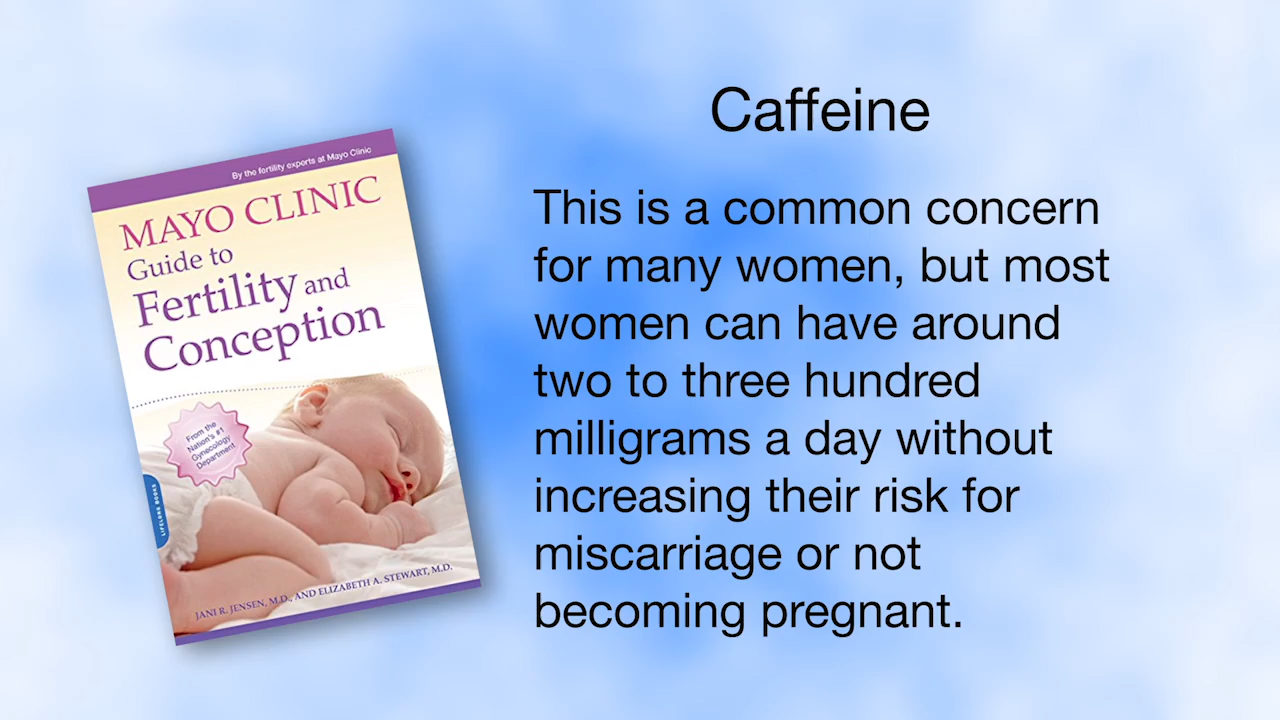 By the fertility experts at Mayo Clinic
MAYO CLINIC
Guide to
Fertility and
Conception
From the
Nation's #1
Gynecology
Department
LIFELONG BOOKS
JANI R. JENSEN, M.D., AND ELIZABETH A. STEWART, M.D.
Caffeine
This is a common concern
for many women, but most
women can have around
two to three hundred
milligrams a day without
increasing their risk for
miscarriage or not
becoming pregnant.